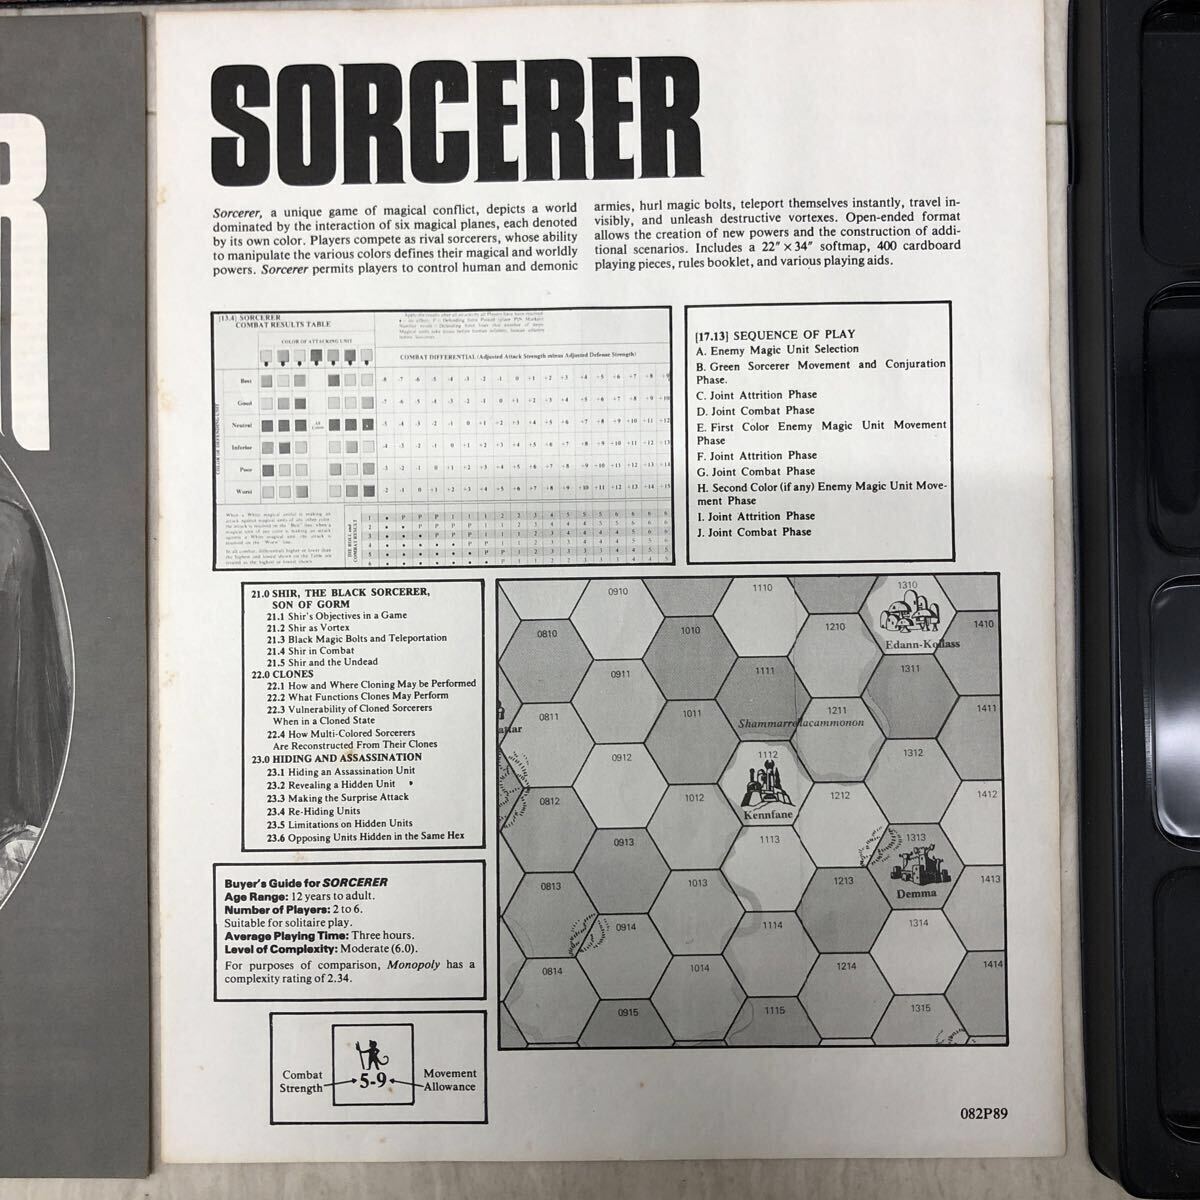 R
SORCERER
Sorcerer, a unique game of magical conflict, depicts a world
dominated by the interaction of six magical planes, each denoted
by its own color. Players compete as rival sorcerers, whose ability
to manipulate the various colors defines their magical and worldly
powers. Sorcerer permits players to control human and demonic
armies, hurl magic bolts, teleport themselves instantly, travel in-
visibly, and unleash destructive vortexes. Open-ended format
allows the creation of new powers and the construction of addi-
tional scenarios. Includes a 22" × 34" softmap, 400 cardboard
playing pieces, rules booklet, and various playing aids.
[13.4] SORCERER
COMBAT RESULTS TABLE
COLOR OF ATTACKING UNIT
COMBAT DIFFERENTIAL (Adjusted Attack Strength minus Adjusted Defense Strength)
Best
Good
Neutral
Inferior
Poor
Worst
[17.13] SEQUENCE OF PLAY
A. Enemy Magic Unit Selection
B. Green Sorcerer Movement and Conjuration
Phase.
C. Joint Attrition Phase
D. Joint Combat Phase
E. First Color Enemy Magic Unit Movement
Phase
F. Joint Attrition Phase
G. Joint Combat Phase
H. Second Color (if any) Enemy Magic Unit Move-
ment Phase
I. Joint Attrition Phase
J. Joint Combat Phase
21.0 SHIR, THE BLACK SORCERER,
SON OF GORM
21.1 Shir's Objectives in a Game
21.2 Shir as Vortex
21.3 Black Magic Bolts and Teleportation
21.4 Shir in Combat
21.5 Shir and the Undead
22.0 CLONES
22.1 How and Where Cloning May be Performed
22.2 What Functions Clones May Perform
22.3 Vulnerability of Cloned Sorcerers
When in a Cloned State
22.4 How Multi-Colored Sorcerers
Are Reconstructed From Their Clones
23.0 HIDING AND ASSASSINATION
23.1 Hiding an Assassination Unit
23.2 Revealing a Hidden Unit
23.3 Making the Surprise Attack
23.4 Re-Hiding Units
23.5 Limitations on Hidden Units
23.6 Opposing Units Hidden in the Same Hex
Buyer's Guide for SORCERER
Age Range: 12 years to adult.
Number of Players: 2 to 6.
Suitable for solitaire play.
Average Playing Time: Three hours.
Level of Complexity: Moderate (6.0).
For purposes of comparison, Monopoly has a
complexity rating of 2.34.
Combat
Strength
5-9
Movement
Allowance
0910
1110
1310
0810
1010
1210
1410
Edann-Kollass
0911
1111
1311
0811
1011
1211
1411
Shammarrellacammonon
0912
1112
1312
Kennfane
0812
1012
1212
1412
0913
1113
1313
Demma
0813
1013
1213
1413
0914
1114
1314
0814
1014
1214
1414
0915
1115
1315
082P89